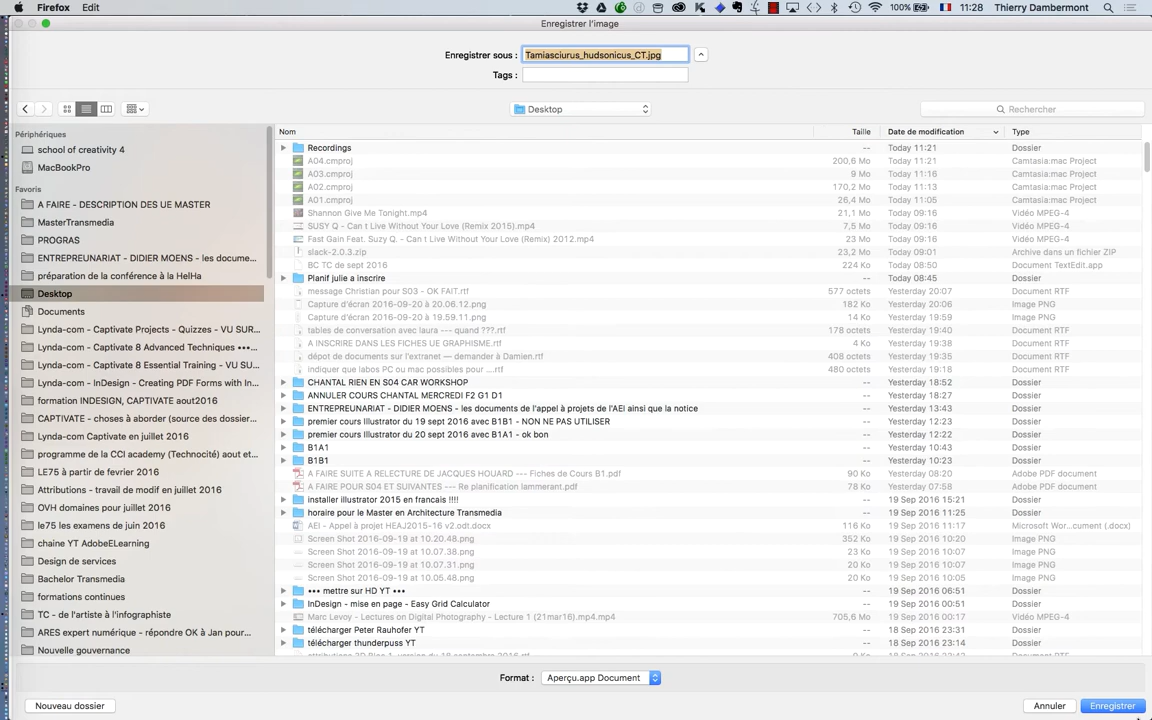 Firefox Edit 100% 11:28 Thierry Dambermont
Enregistrer l'image
Enregistrer sous : Tamiasciurus_hudsonicus_CT.jpg
Tags :
Desktop Rechercher
Périphériques
school of creativity 4
MacBookPro
Favoris
A FAIRE - DESCRIPTION DES UE MASTER
MasterTransmedia
PROGRAS
ENTREPRENARIAT - DIDIER MOENS - les docume...
préparation de la conférence à la HelHa
Desktop
Documents
Lynda-com - Captivate Projects - Quizzes - VU SUR...
Lynda-com - Captivate 8 Advanced Techniques •••...
Lynda-com - Captivate 8 Essential Training - VU SU...
Lynda-com - InDesign - Creating PDF Forms with In...
formation INDESIGN, CAPTIVATE aout2016
CAPTIVATE - choses à aborder (source des dossier...
Lynda-com Captivate en juillet 2016
programme de la CCI academy (Technocité) aout et...
LE75 à partir de fevrier 2016
Attributions - travail de modif en juillet 2016
OVH domaines pour juillet 2016
le75 les examens de juin 2016
chaine YT AdobeELearning
Design de services
Bachelor Transmedia
formations continues
TC - de l'artiste à l'infographiste
ARES expert numérique - répondre OK à Jan pour...
Nouvelle gouvernance
Nom Taille Date de modification Type
Recordings -- Today 11:21 Dossier
A04.cmproj 200,6 Mo Today 11:21 Camtasia:mac Project
A03.cmproj 9 Mo Today 11:16 Camtasia:mac Project
A02.cmproj 170,2 Mo Today 11:13 Camtasia:mac Project
A01.cmproj 26,4 Mo Today 11:05 Camtasia:mac Project
Shannon Give Me Tonight.mp4 21,1 Mo Today 09:16 Vidéo MPEG-4
SUSY Q - Can t Live Without Your Love (Remix 2015).mp4 7,5 Mo Today 09:16 Vidéo MPEG-4
Fast Gain Feat. Suzy Q. - Can t Live Without Your Love (Remix) 2012.mp4 23 Mo Today 09:16 Vidéo MPEG-4
slack-2.0.3.zip 23,2 Mo Today 09:01 Archive dans un fichier ZIP
BC TC de sept 2016 224 Ko Today 08:50 Document TextEdit.app
Planif julie a inscrire -- Today 08:45 Dossier
message Christian pour S03 - OK FAIT.rtf 577 octets Yesterday 20:07 Document RTF
Capture d'écran 2016-09-20 à 20.06.12.png 182 Ko Yesterday 20:06 Image PNG
Capture d'écran 2016-09-20 à 19.59.11.png 14 Ko Yesterday 19:59 Image PNG
tables de conversation avec laura --- quand ???.rtf 178 octets Yesterday 19:40 Document RTF
A INSCRIRE DANS LES FICHES UE GRAPHISME.rtf 4 Ko Yesterday 19:38 Document RTF
dépot de documents sur l'extranet — demander à Damien.rtf 408 octets Yesterday 19:35 Document RTF
indiquer que labos PC ou mac possibles pour ....rtf 480 octets Yesterday 19:18 Document RTF
CHANTAL RIEN EN S04 CAR WORKSHOP -- Yesterday 18:52 Dossier
ANNULER COURS CHANTAL MERCREDI F2 G1 D1 -- Yesterday 18:27 Dossier
ENTREPREUNARIAT - DIDIER MOENS - les documents de l'appel à projets de l'AEI ainsi que la notice -- Yesterday 13:43 Dossier
premier cours Illustrator du 19 sept 2016 avec B1B1 - NON NE PAS UTILISER -- Yesterday 12:23 Dossier
premier cours Illustrator du 20 sept 2016 avec B1A1 - ok bon -- Yesterday 12:22 Dossier
B1A1 -- Yesterday 10:43 Dossier
B1B1 -- Yesterday 10:23 Dossier
A FAIRE SUITE A RELECTURE DE JACQUES HOUARD --- Fiches de Cours B1.pdf 90 Ko Yesterday 08:20 Adobe PDF document
A FAIRE POUR S04 ET SUIVANTES --- Re planification lammerant.pdf 78 Ko Yesterday 07:58 Adobe PDF document
installer illustrator 2015 en francais !!!! -- 19 Sep 2016 15:21 Dossier
horaire pour le Master en Architecture Transmedia -- 19 Sep 2016 11:25 Dossier
AEI - Appel à projet HEAJ2015-16 v2.odt.docx 116 Ko 19 Sep 2016 11:17 Microsoft Wor...cument (.docx)
Screen Shot 2016-09-19 at 10.20.48.png 352 Ko 19 Sep 2016 10:20 Image PNG
Screen Shot 2016-09-19 at 10.07.38.png 23 Ko 19 Sep 2016 10:07 Image PNG
Screen Shot 2016-09-19 at 10.07.31.png 20 Ko 19 Sep 2016 10:07 Image PNG
Screen Shot 2016-09-19 at 10.05.48.png 20 Ko 19 Sep 2016 10:05 Image PNG
••• mettre sur HD YT ••• -- 19 Sep 2016 06:51 Dossier
InDesign - mise en page - Easy Grid Calculator -- 19 Sep 2016 00:51 Dossier
Marc Levoy - Lectures on Digital Photography - Lecture 1 (21mar16).mp4.mp4 706,6 Mo 19 Sep 2016 00:17 Vidéo MPEG-4
télécharger Peter Rauhofer YT -- 18 Sep 2016 23:31 Dossier
télécharger thunderpuss YT -- 18 Sep 2016 23:14 Dossier
Format : Aperçu.app Document
Nouveau dossier Annuler Enregistrer